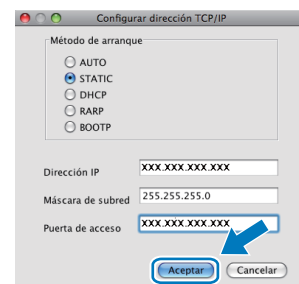 Configurar dirección TCP/IP
Método de arranque
AUTO
STATIC
DHCP
RARP
BOOTP
Dirección IP XXX.XXX.XXX.XXX
Máscara de subred 255.255.255.0
Puerta de acceso XXX.XXX.XXX.XXX
Aceptar Cancelar